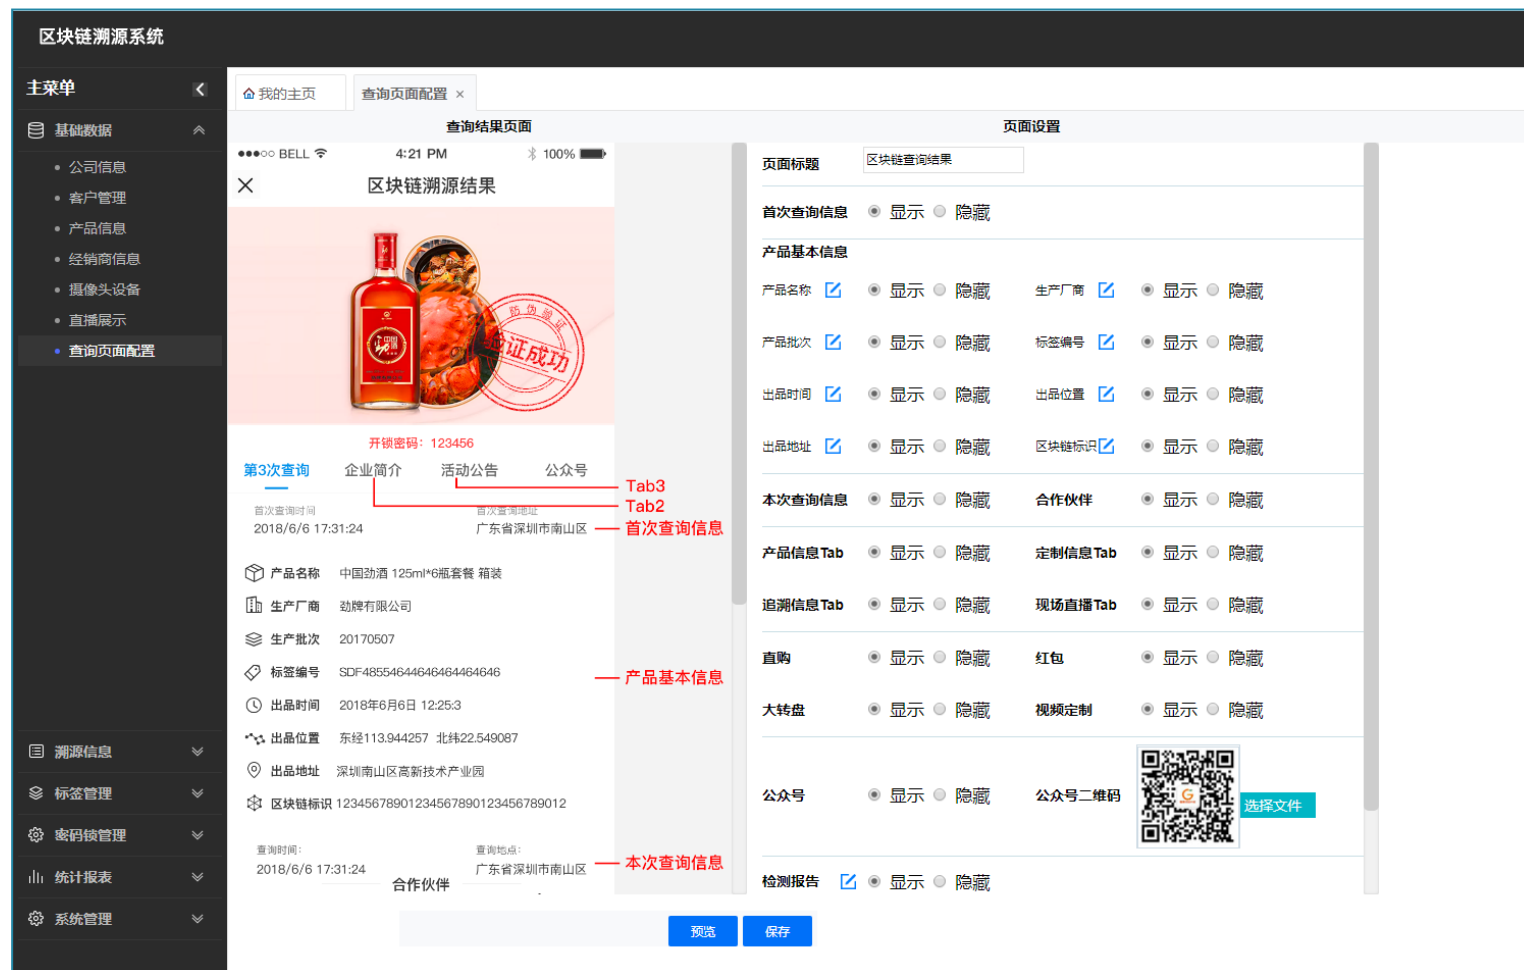 区块链溯源系统
主菜单
我的主页
查询页面配置 ×
基础数据
公司信息
客户管理
产品信息
经销商信息
摄像头设备
直播展示
查询页面配置
溯源信息
标签管理
密码锁管理
统计报表
系统管理
查询结果页面
页面设置
BELL
4:21 PM
100%
区块链溯源结果
防伪验证
验证成功
开锁密码：123456
第3次查询 企业简介 活动公告 公众号
Tab3
Tab2
首次查询时间 首次查询地址
2018/6/6 17:31:24 广东省深圳市南山区
首次查询信息
产品名称 中国劲酒 125ml*6瓶套餐 箱装
生产厂商 劲牌有限公司
生产批次 20170507
标签编号 SDF48554644646464464646
产品基本信息
出品时间 2018年6月6日 12:25:3
出品位置 东经113.944257 北纬22.549087
出品地址 深圳南山区高新技术产业园
区块链标识 12345678901234567890123456789012
查询时间: 查询地点:
2018/6/6 17:31:24 广东省深圳市南山区
本次查询信息
合作伙伴
页面标题 区块链查询结果
首次查询信息 显示 隐藏
产品基本信息
产品名称 显示 隐藏 生产厂商 显示 隐藏
产品批次 显示 隐藏 标签编号 显示 隐藏
出品时间 显示 隐藏 出品位置 显示 隐藏
出品地址 显示 隐藏 区块链标识 显示 隐藏
本次查询信息 显示 隐藏 合作伙伴 显示 隐藏
产品信息Tab 显示 隐藏 定制信息Tab 显示 隐藏
追溯信息Tab 显示 隐藏 现场直播Tab 显示 隐藏
直购 显示 隐藏 红包 显示 隐藏
大转盘 显示 隐藏 视频定制 显示 隐藏
公众号 显示 隐藏 公众号二维码 选择文件
检测报告 显示 隐藏
预览 保存